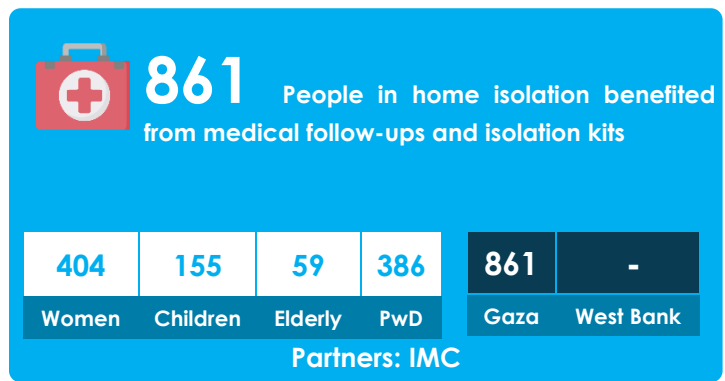 861 People in home isolation benefited
from medical follow-ups and isolation kits
404 155 59 386 861 -
Women Children Elderly PwD Gaza West Bank
Partners: IMC